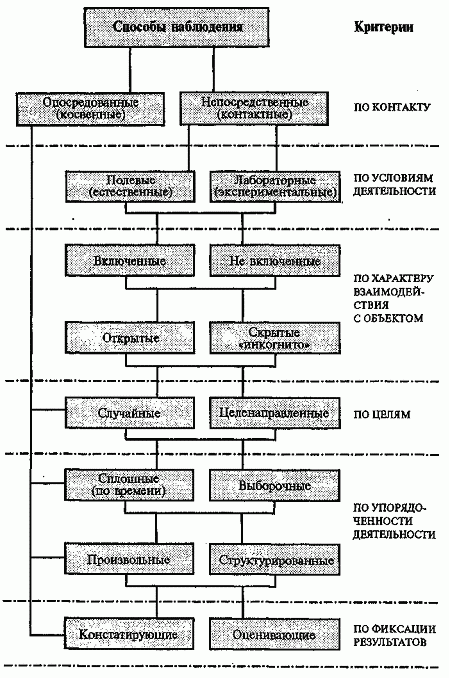 Способы наблюдения
Критерии
Опосредованные
(косвенные)
Непосредственные
(контактные)
ПО КОНТАКТУ
Полевые
(естественные)
Лабораторные
(экспериментальные)
ПО УСЛОВИЯМ
ДЕЯТЕЛЬНОСТИ
Включенные
Не включенные
ПО ХАРАКТЕРУ
ВЗАИМОДЕЙ-
СТВИЯ
С ОБЪЕКТОМ
Открытые
Скрытые
«инкогнито»
Случайные
Целенаправленные
ПО ЦЕЛЯМ
Сплошные
(по времени)
Выборочные
ПО УПОРЯДО-
ЧЕННОСТИ
ДЕЯТЕЛЬНОСТИ
Произвольные
Структурированные
Констатирующие
Оценивающие
ПО ФИКСАЦИИ
РЕЗУЛЬТАТОВ